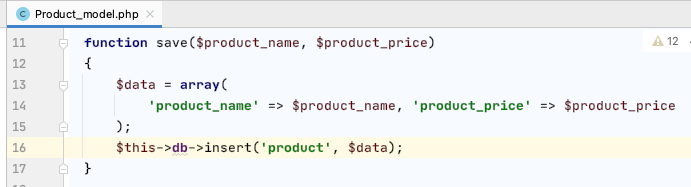 Product_model.php
11 function save($product_name, $product_price)
12
12 {
13 $data = array(
14 'product_name' => $product_name, 'product_price' => $product_price
15 );
16 $this->db->insert('product', $data);
17 }